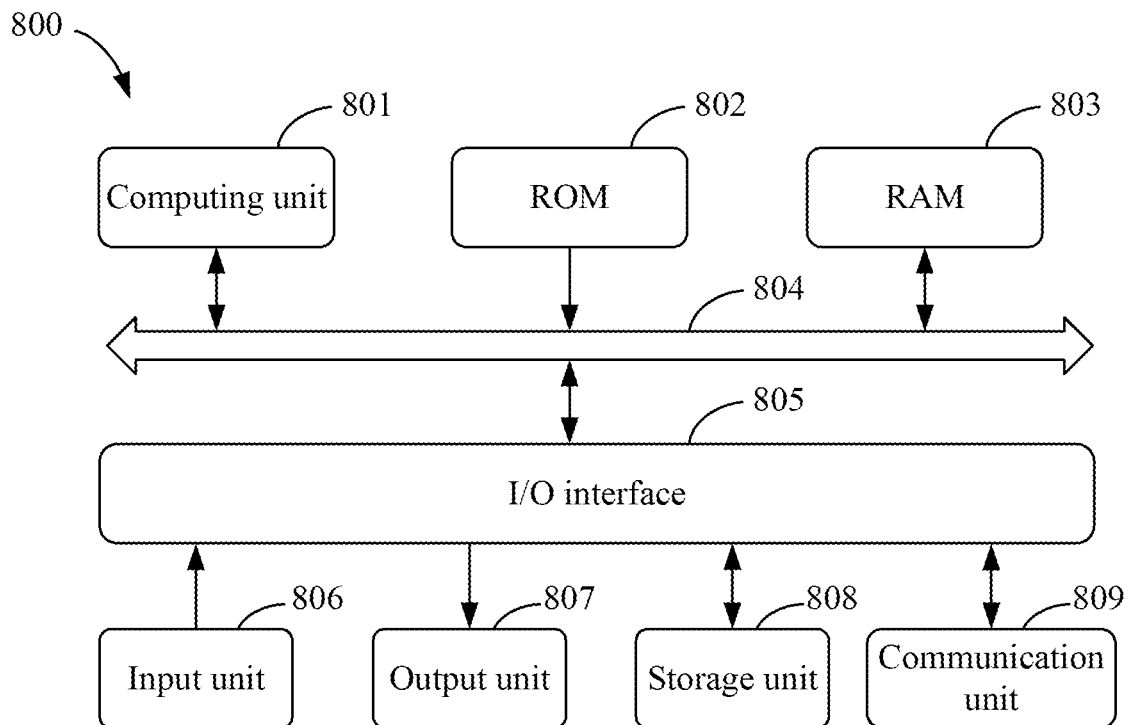 800
801
802
803
Computing unit
ROM
RAM
804
805
I/O interface
806
807
808
809
Input unit
Output unit
Storage unit
Communication
unit